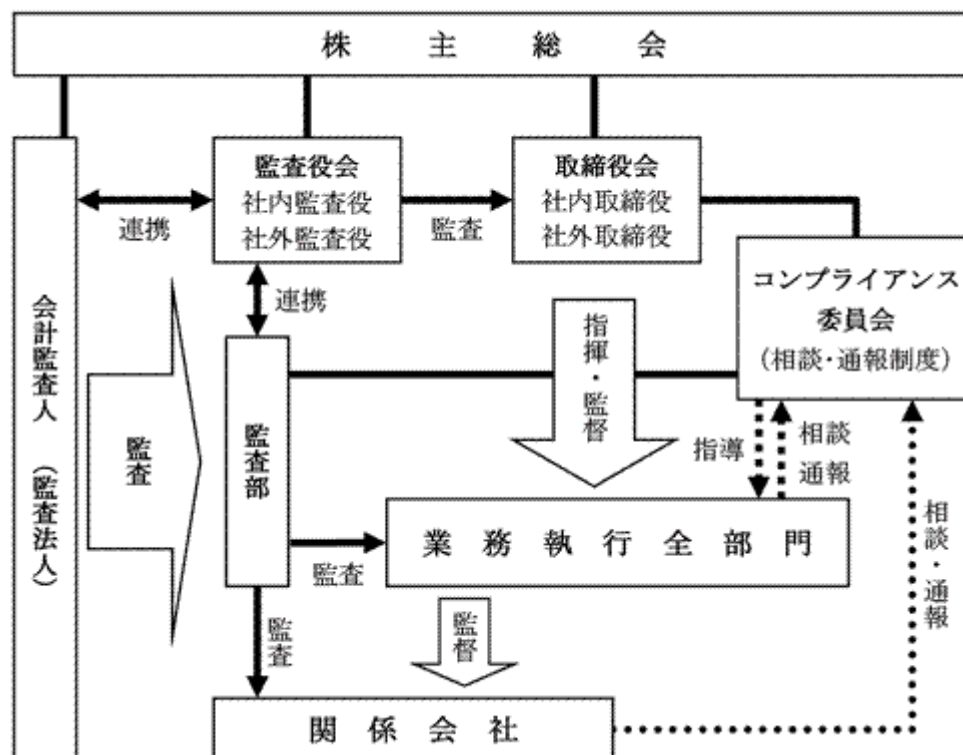 株主総会
監査役会
社内監査役
社外監査役
取締役会
社内取締役
社外取締役
連携
監査
コンプライアンス
委員会
(相談・通報制度)
連携
指揮・監督
会計監査人 (監査法人)
監査
監査部
指導
相談
通報
相談・通報
業務執行全部門
監査
監査
監督
関係会社